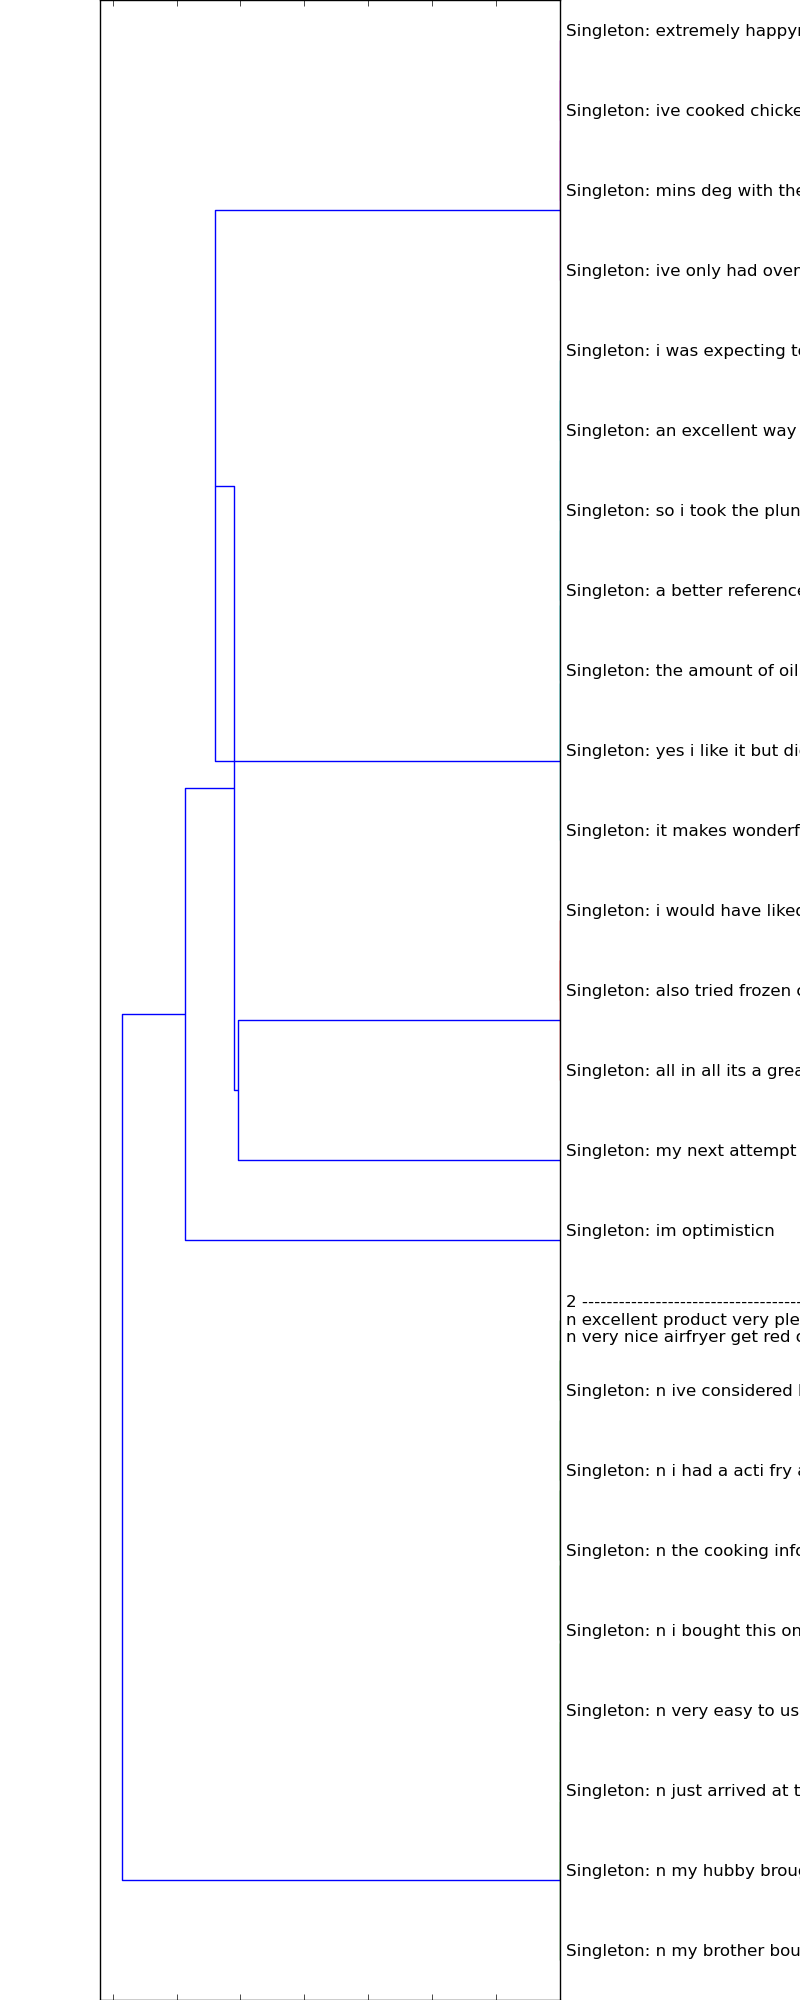 Singleton: extremely happyn
Singleton: ive cooked chicke
Singleton: mins deg with the
Singleton: ive only had over
Singleton: i was expecting to
Singleton: an excellent way
Singleton: so i took the plun
Singleton: a better reference
Singleton: the amount of oil
Singleton: yes i like it but di
Singleton: it makes wonderf
Singleton: i would have liked
Singleton: also tried frozen
Singleton: all in all its a grea
Singleton: my next attempt
Singleton: im optimisticn
2 ------------------------------------
n excellent product very ple
n very nice airfryer get red
Singleton: n ive considered
Singleton: n i had a acti fry
Singleton: n the cooking info
Singleton: n i bought this on
Singleton: n very easy to us
Singleton: n just arrived at t
Singleton: n my hubby broug
Singleton: n my brother bou